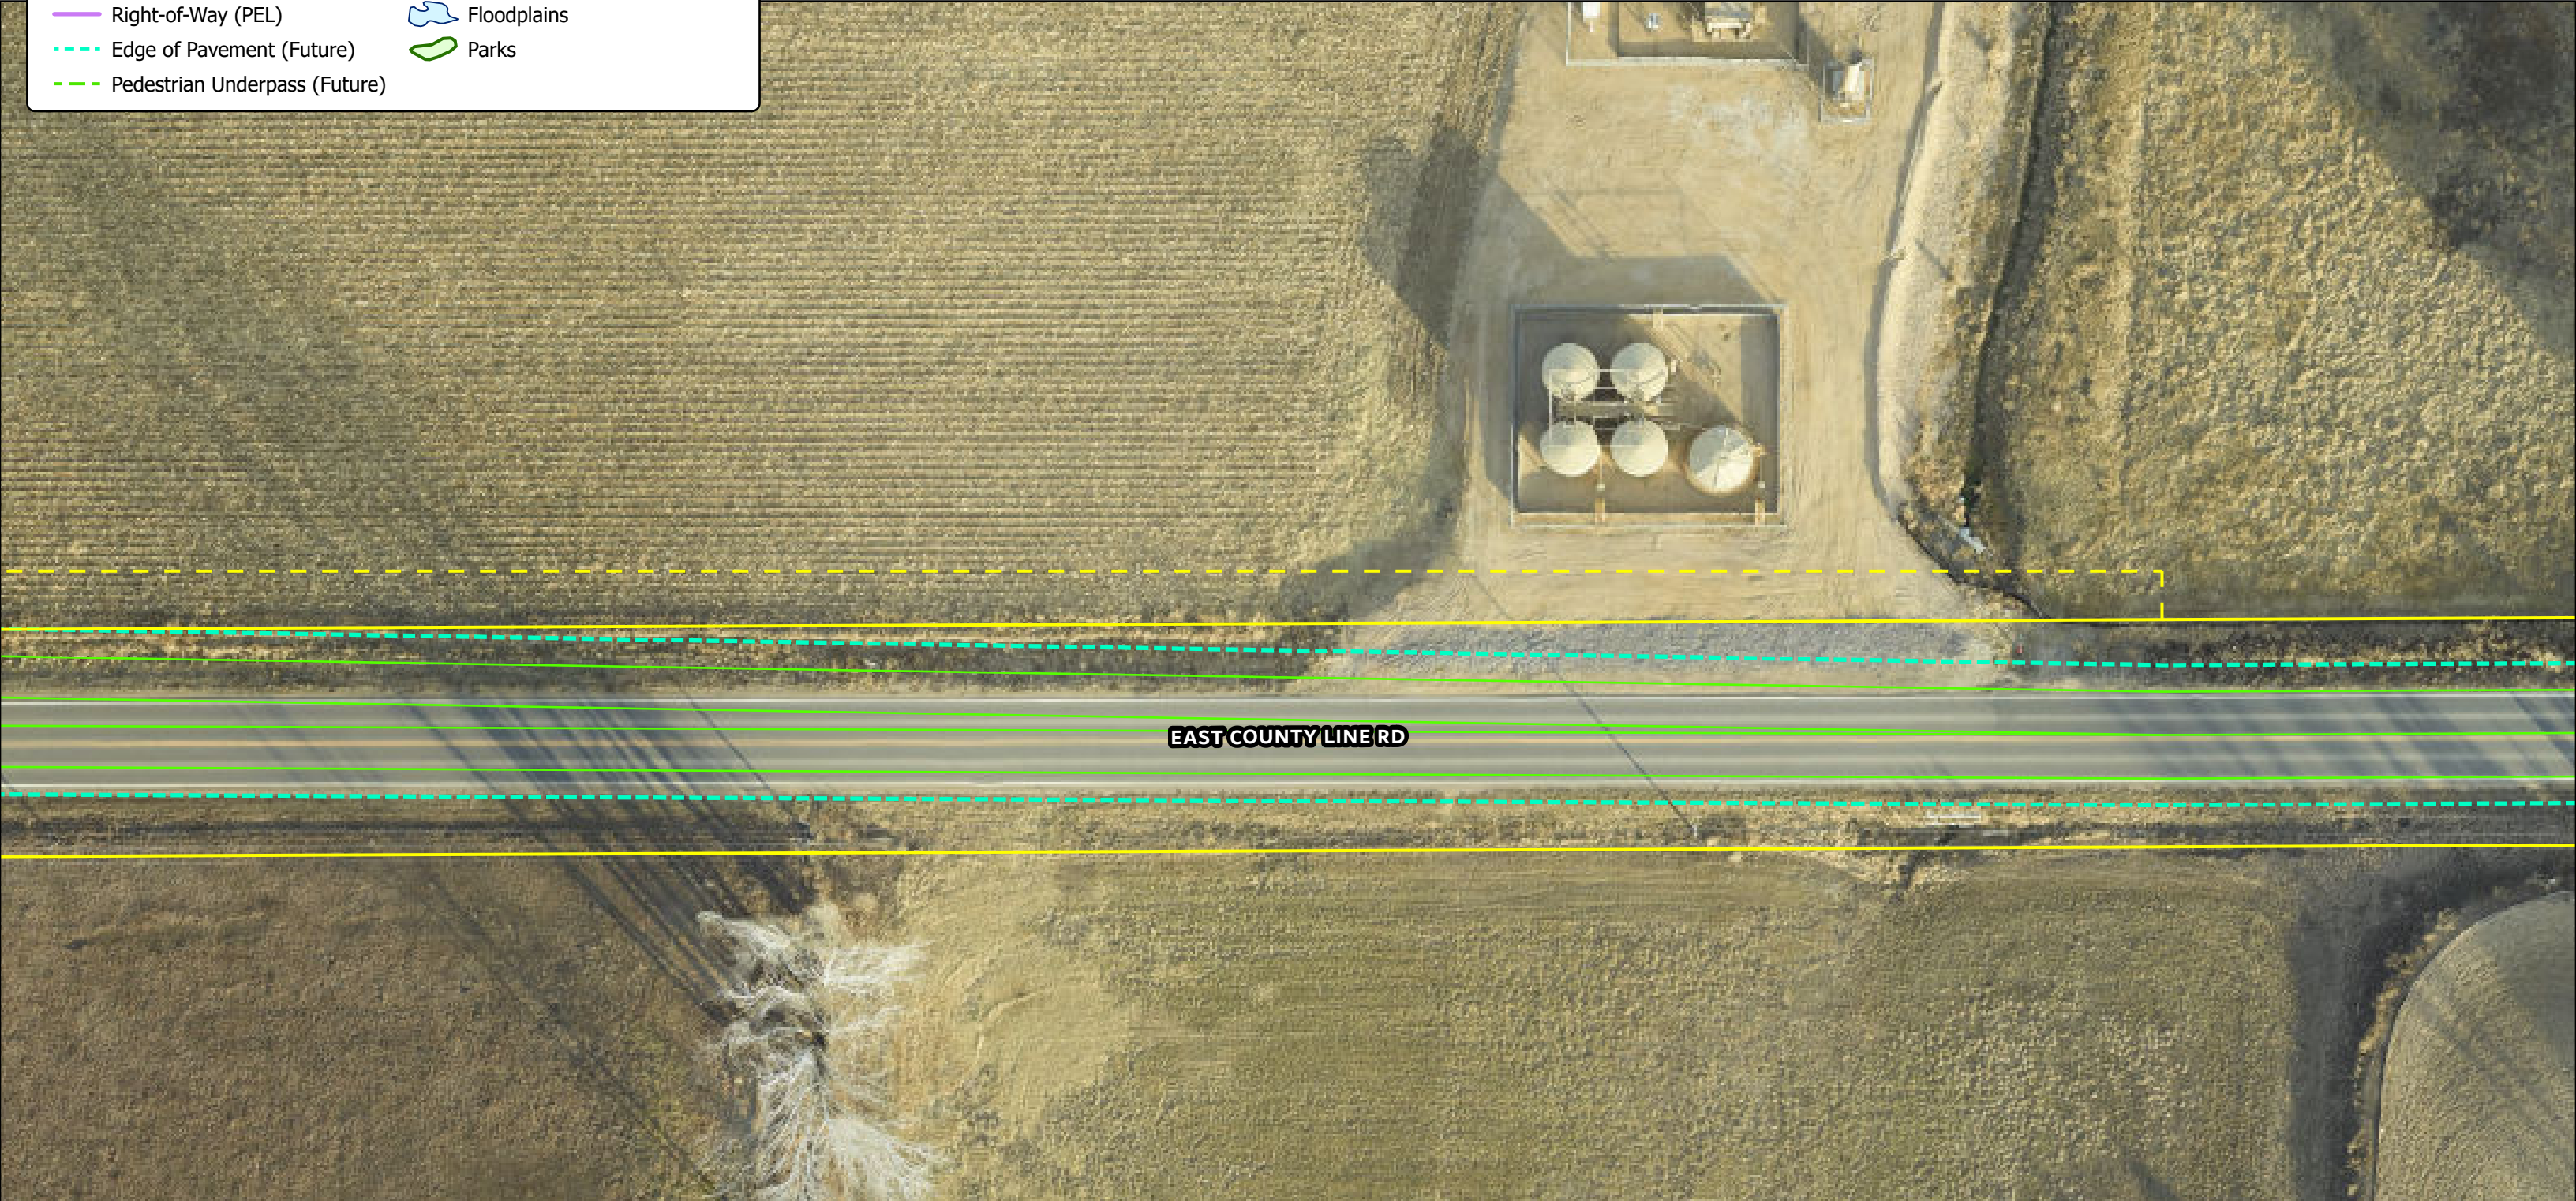 Right-of-Way (PEL)
Floodplains
Edge of Pavement (Future)
Parks
Pedestrian Underpass (Future)
EAST COUNTY LINE RD